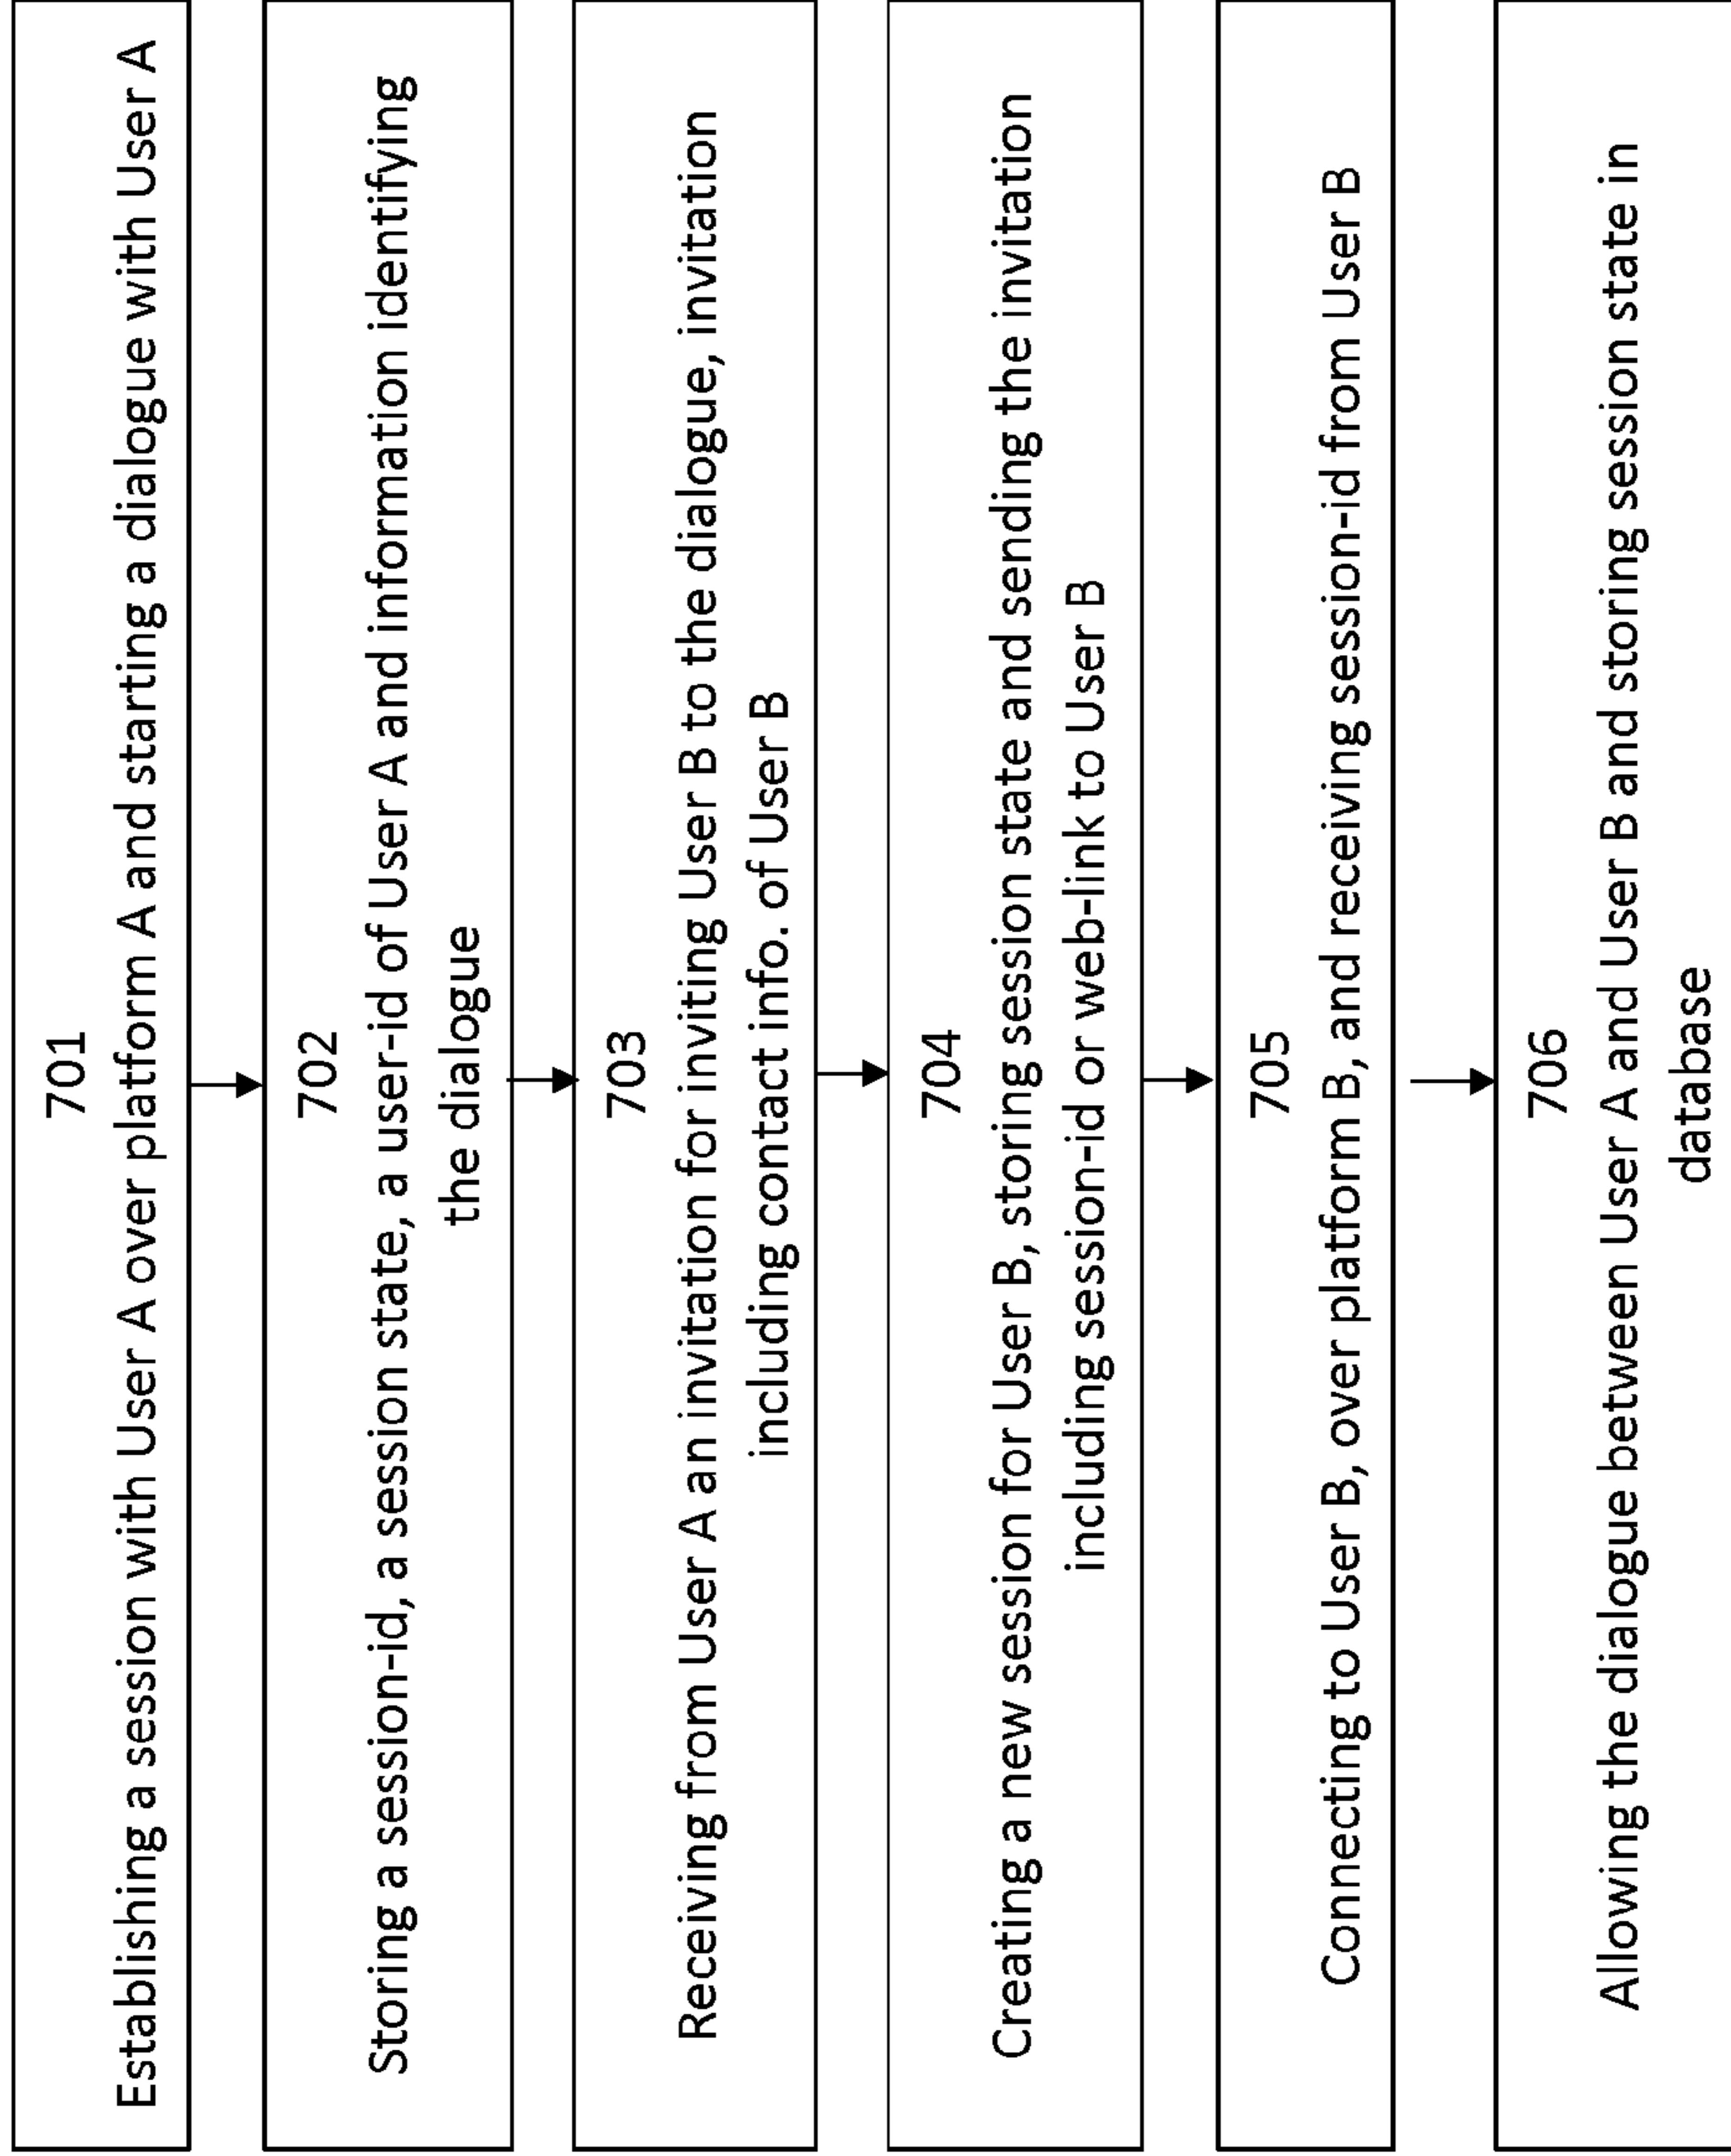 701
Establishing a session with User A over platform A and starting a dialogue with User A
702
Storing a session-id, a session state, a user-id of User A and information identifying
the dialogue
703
Receiving from User A an invitation for inviting User B to the dialogue, invitation
including contact info. of User B
704
Creating a new session for User B, storing session state and sending the invitation
including session-id or web-link to User B
705
Connecting to User B, over platform B, and receiving session-id from User B
706
Allowing the dialogue between User A and User B and storing session state in
database